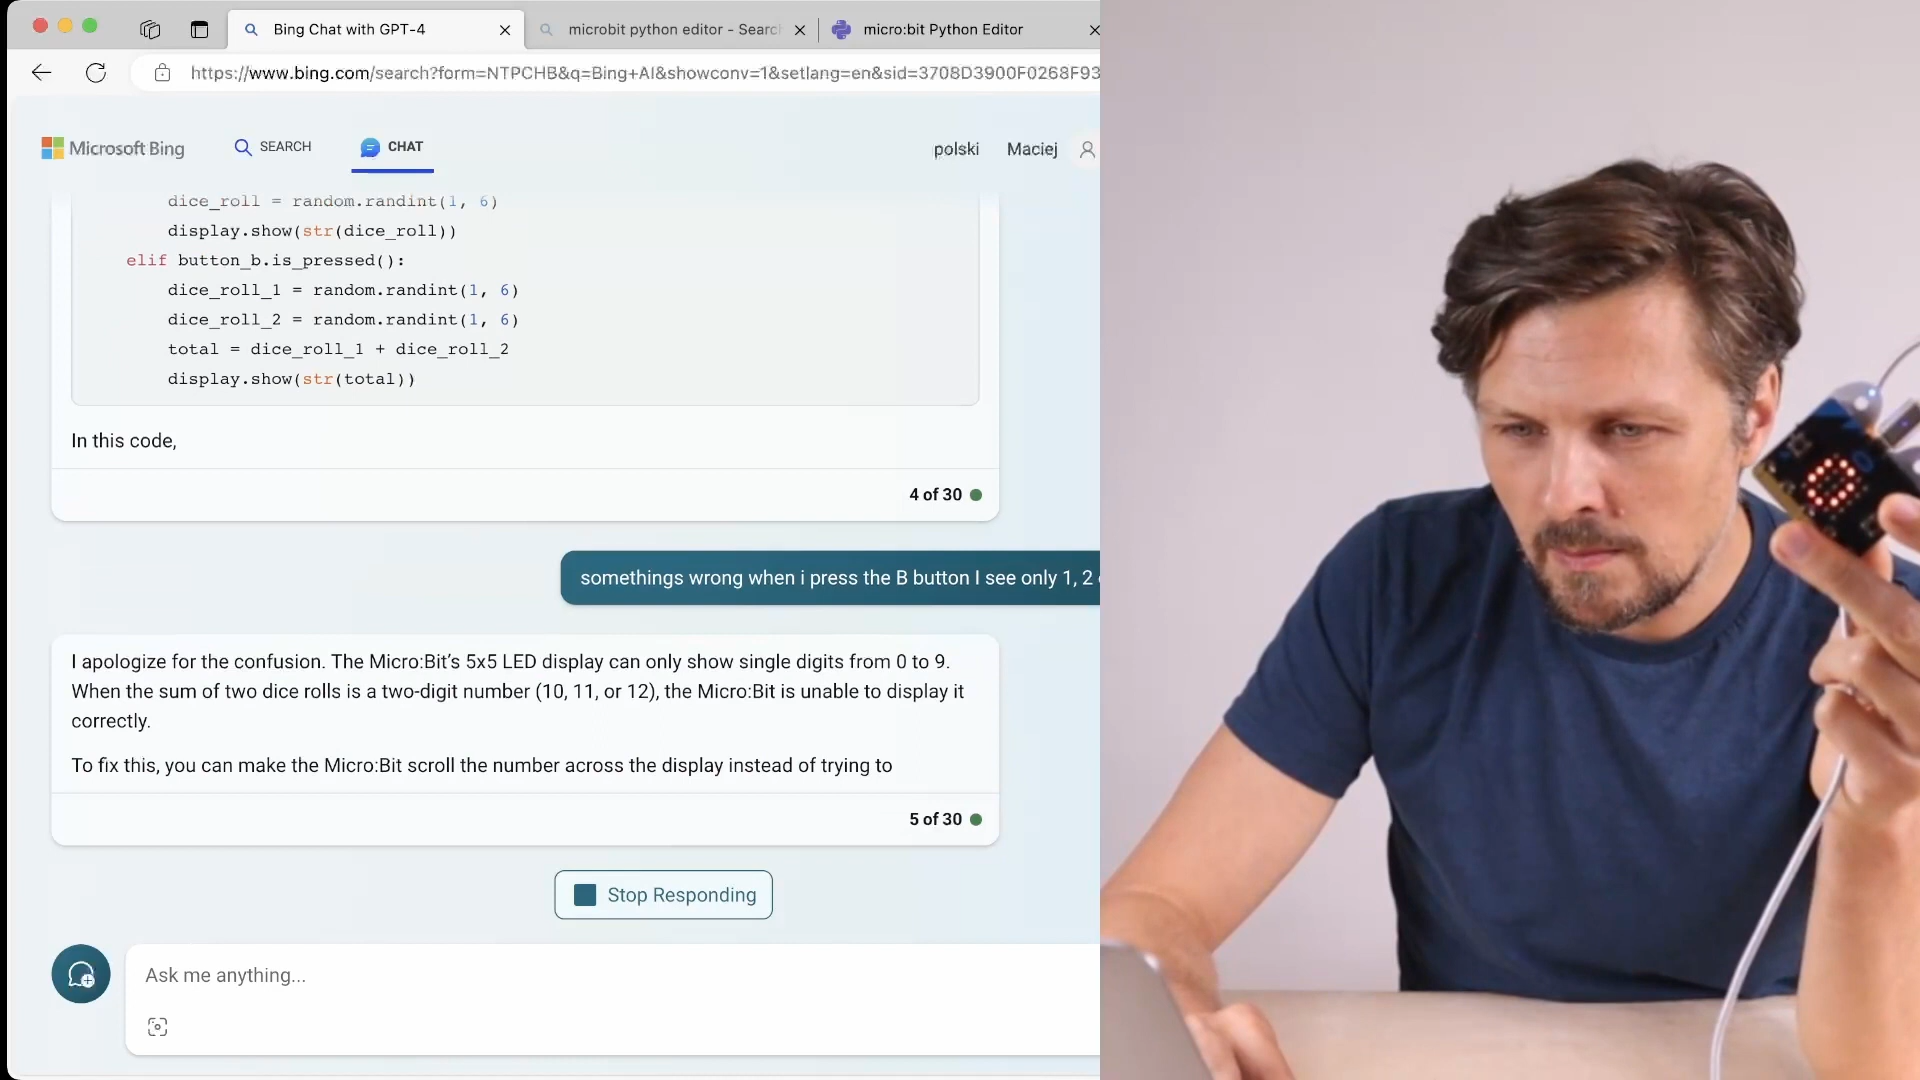 Bing Chat with GPT-4
microbit python editor - Searc
micro:bit Python Editor
https://www.bing.com/search?form=NTPCHB&q=Bing+AI&showconv=1&setlang=en&sid=3708D3900F0268F93
Microsoft Bing
SEARCH
CHAT
polski
Maciej
dice_roll = random.randint(1, 6)
display.show(str(dice_roll))
elif button_b.is_pressed():
dice_roll_1 = random.randint(1, 6)
dice_roll_2 = random.randint(1, 6)
total = dice_roll_1 + dice_roll_2
display.show(str(total))
In this code,
4 of 30
somethings wrong when i press the B button I see only 1, 2
I apologize for the confusion. The Micro:Bit's 5x5 LED display can only show single digits from 0 to 9.
When the sum of two dice rolls is a two-digit number (10, 11, or 12), the Micro:Bit is unable to display it
correctly.
To fix this, you can make the Micro:Bit scroll the number across the display instead of trying to
5 of 30
Stop Responding
Ask me anything...
0